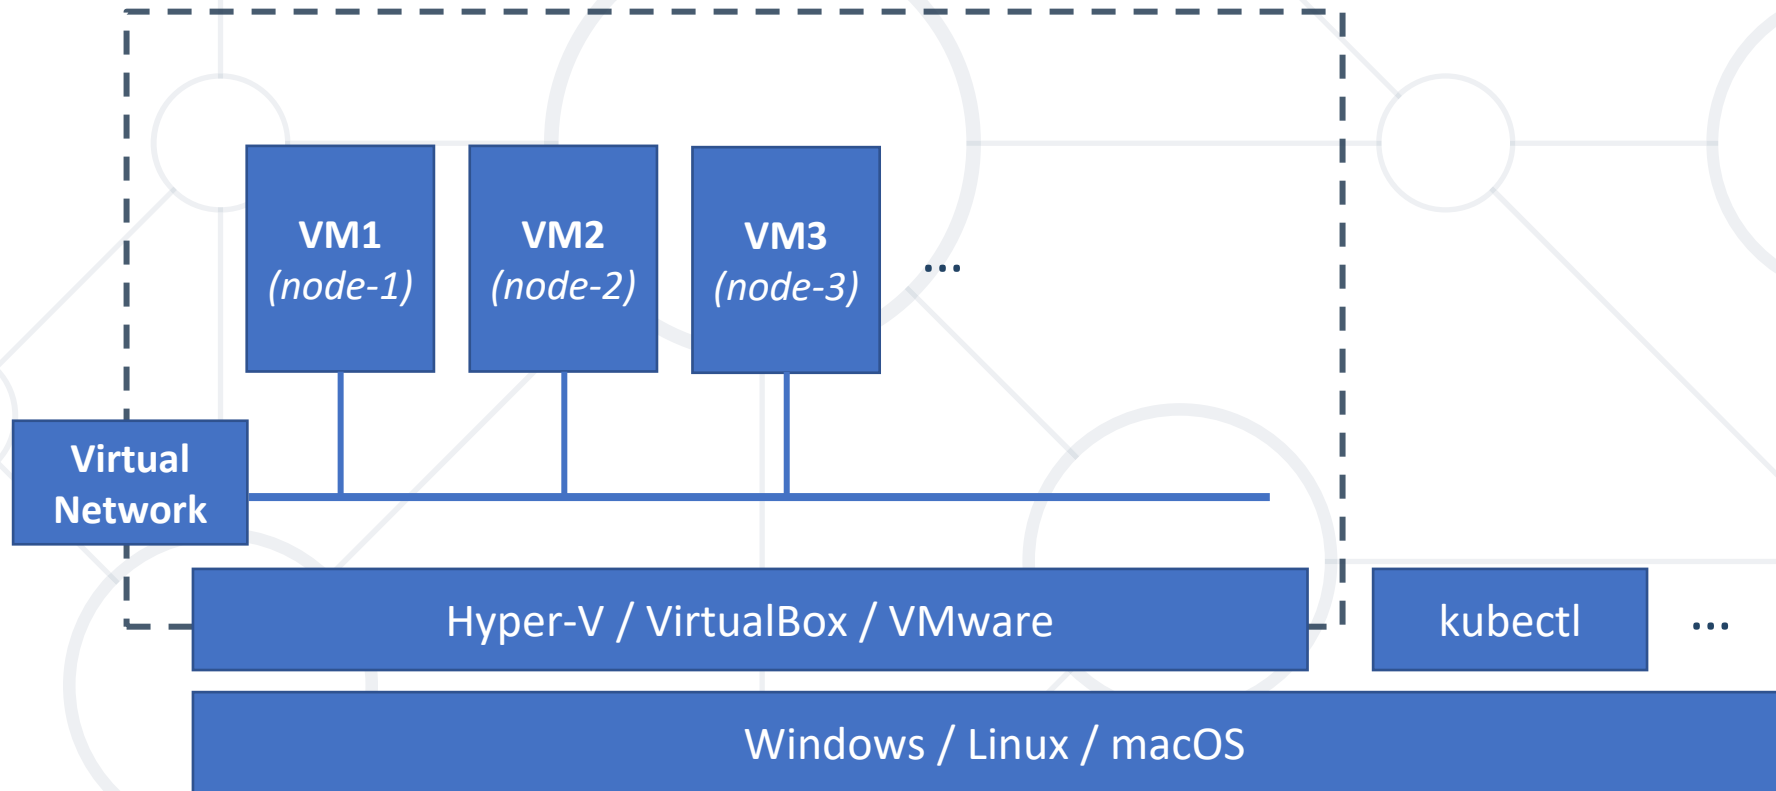 VM1
(node-1)
VM2
(node-2)
VM3
(node-3)
...
Virtual
Network
Hyper-V / VirtualBox / VMware
kubectl
...
Windows / Linux / macOS